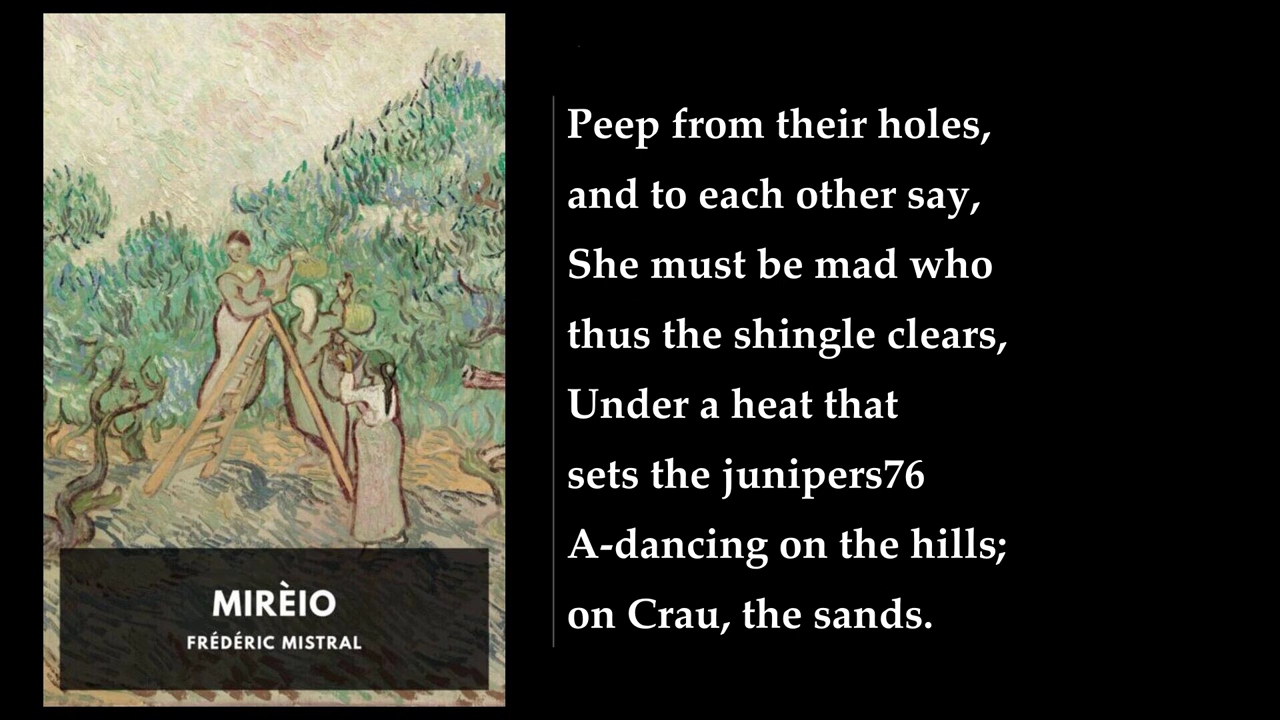 MIRÈIO
FRÉDÉRIC MISTRAL
Peep from their holes,
and to each other say,
She must be mad who
thus the shingle clears,
Under a heat that
sets the junipers76
A-dancing on the hills;
on Crau, the sands.